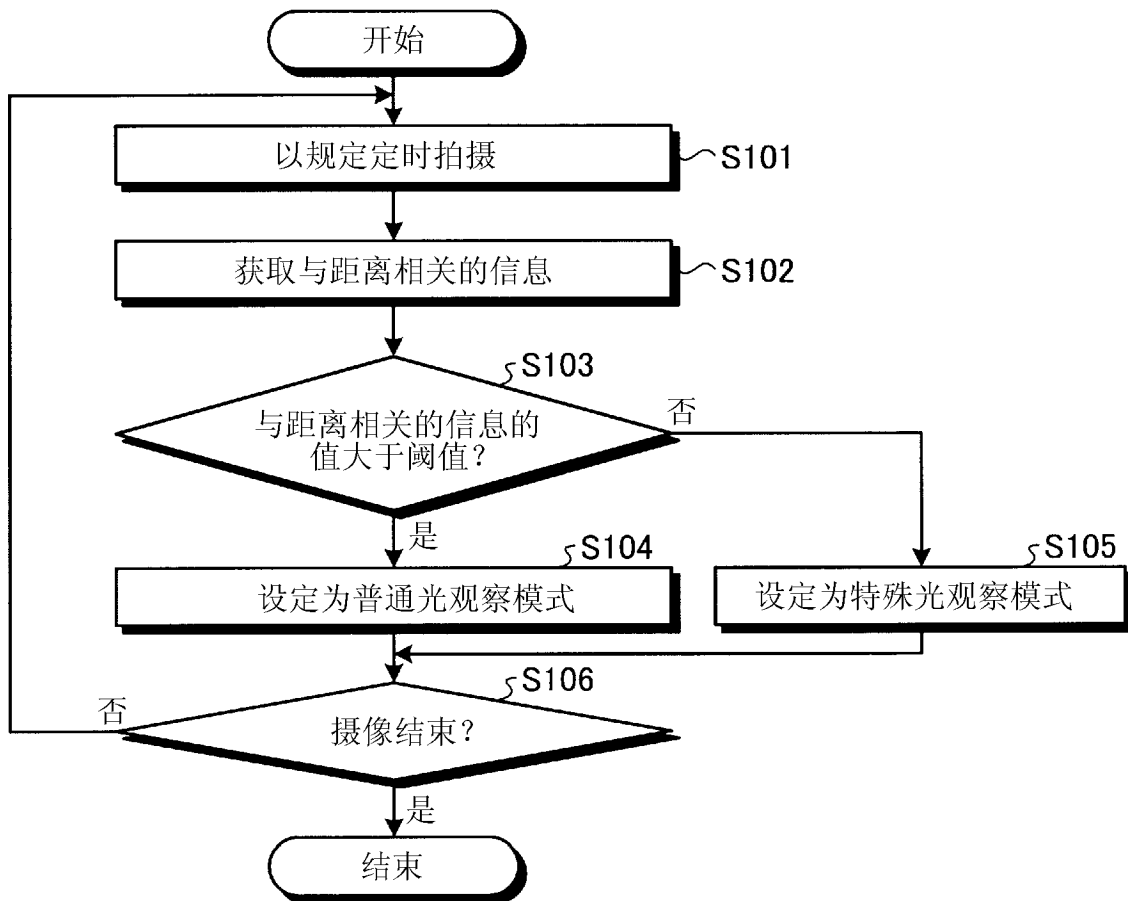 开始
以规定定时拍摄
S101
获取与距离相关的信息
S102
S103
与距离相关的信息的
值大于阈值?
否
是
S104
设定为普通光观察模式
S105
设定为特殊光观察模式
S106
摄像结束?
否
是
结束